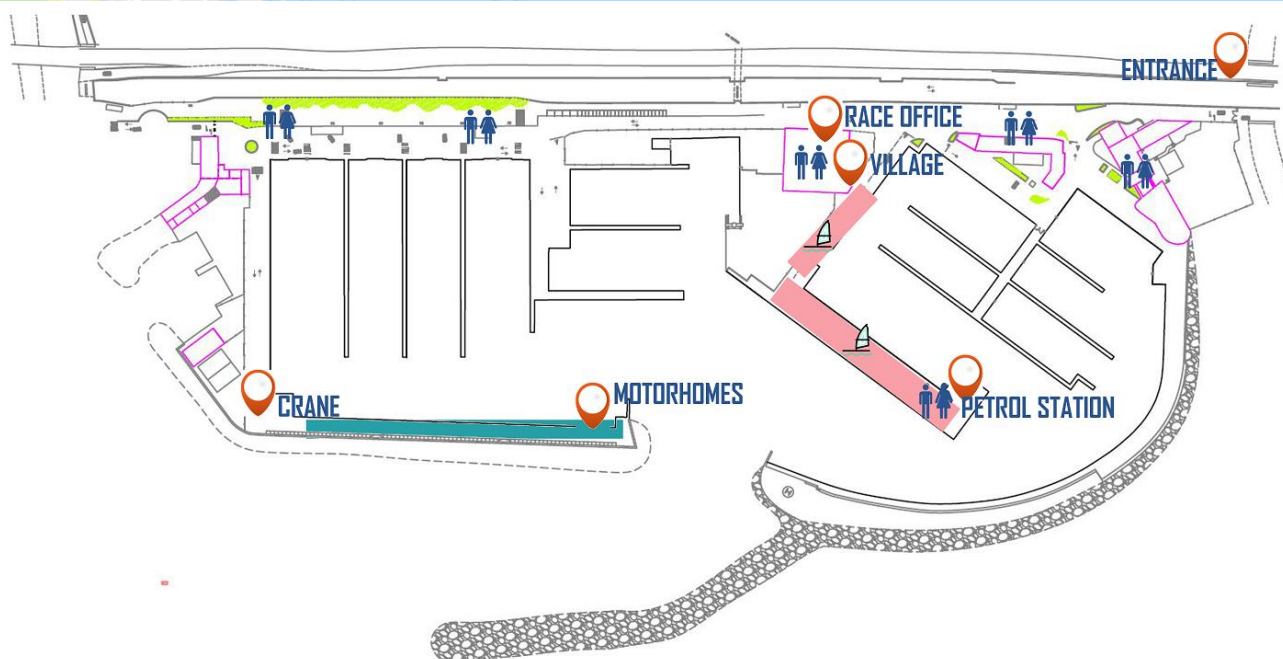 ENTRANCE
RACE OFFICE
VILLAGE
MOTORHOMES
CRANE
PETROL STATION